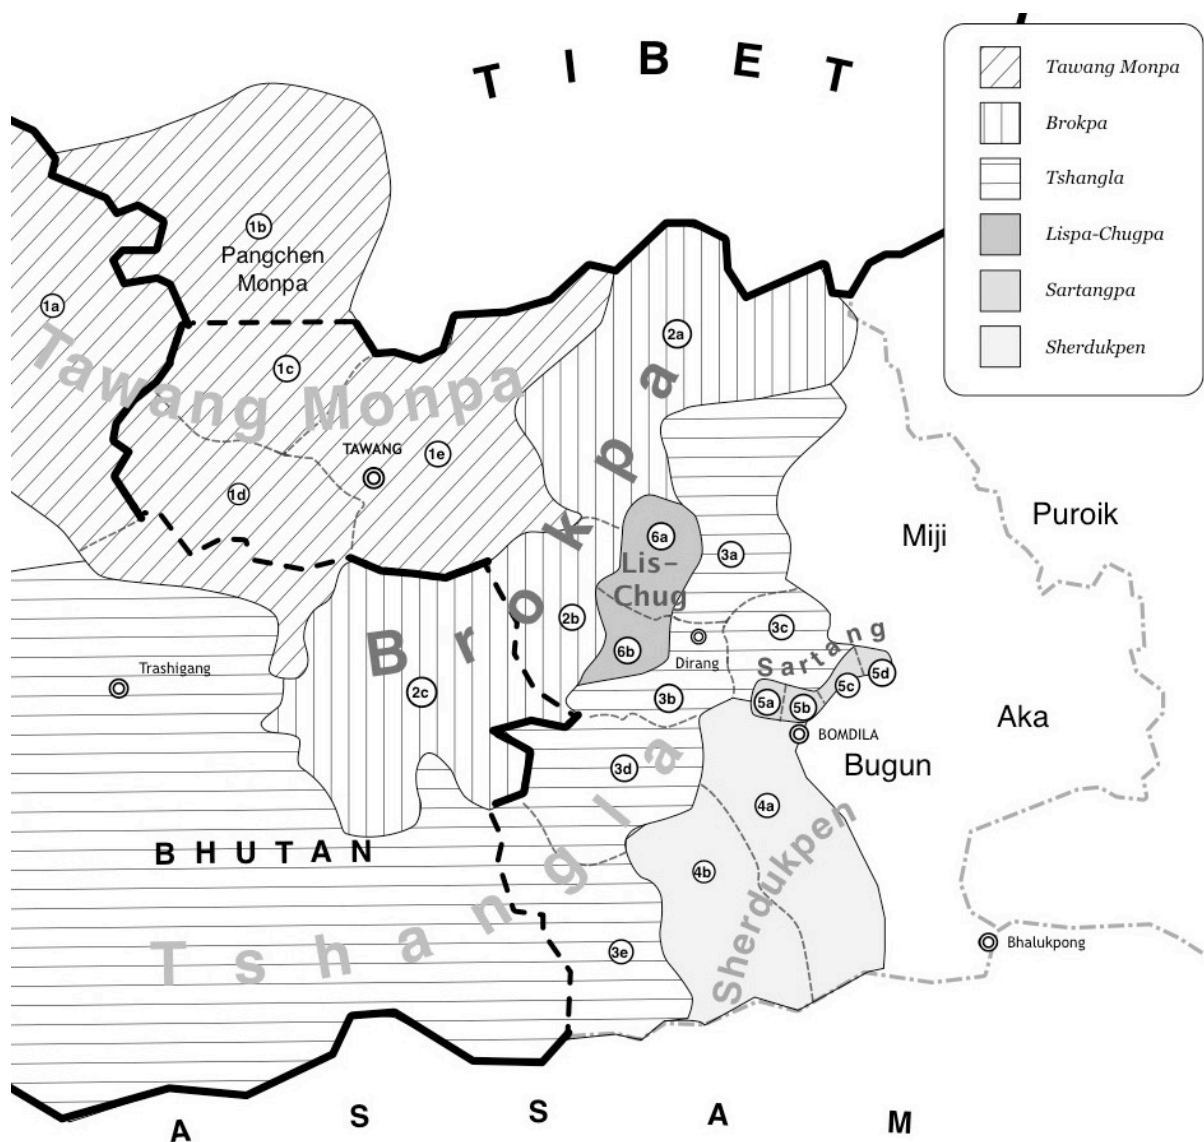 TIBET
Tawang Monpa
Brokpa
Tshangla
Lispa-Chugpa
Sartangpa
Sherdukpen
1b
Pangchen
Monpa
1a
2a
1c
Tawang Monpa
TAWANG
1e
1d
Brokpa
6a
Lis-
Chug
3a
Miji
Puroik
2b
3c
6b
Dirang
Sartang
5d
5c
5a
5b
Trashigang
2c
3b
BOMDILA
Aka
Bugun
3d
4a
BHUTAN
4b
Sherdukpen
Tshangla
3e
Bhalukpong
ASSAM